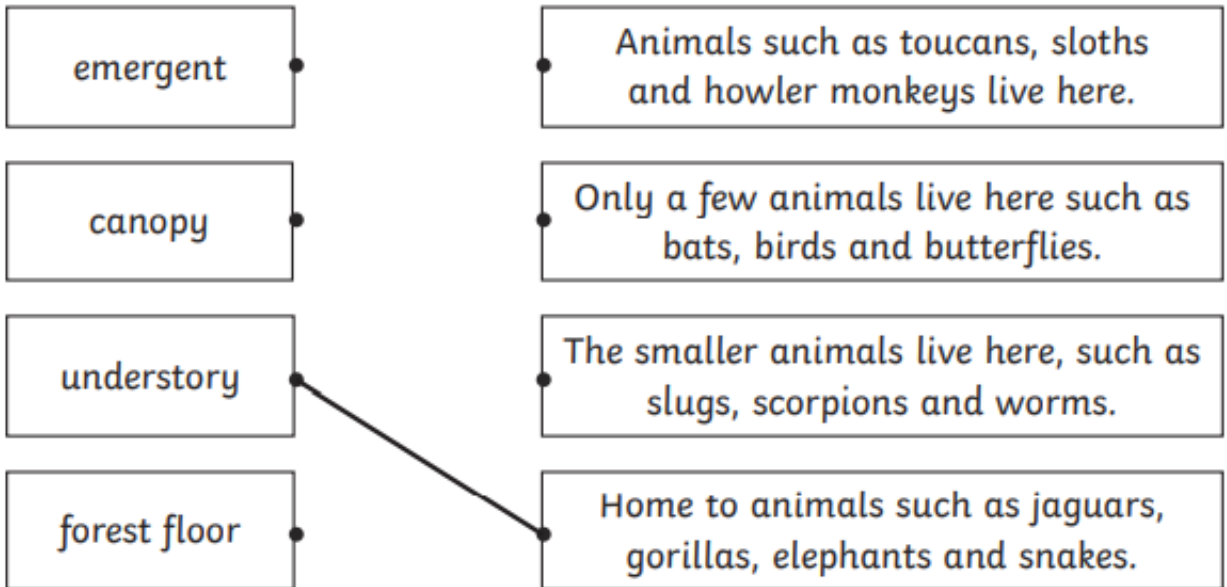 emergent
Animals such as toucans, sloths
and howler monkeys live here.
canopy
Only a few animals live here such as
bats, birds and butterflies.
understory
The smaller animals live here, such as
slugs, scorpions and worms.
forest floor
Home to animals such as jaguars,
gorillas, elephants and snakes.